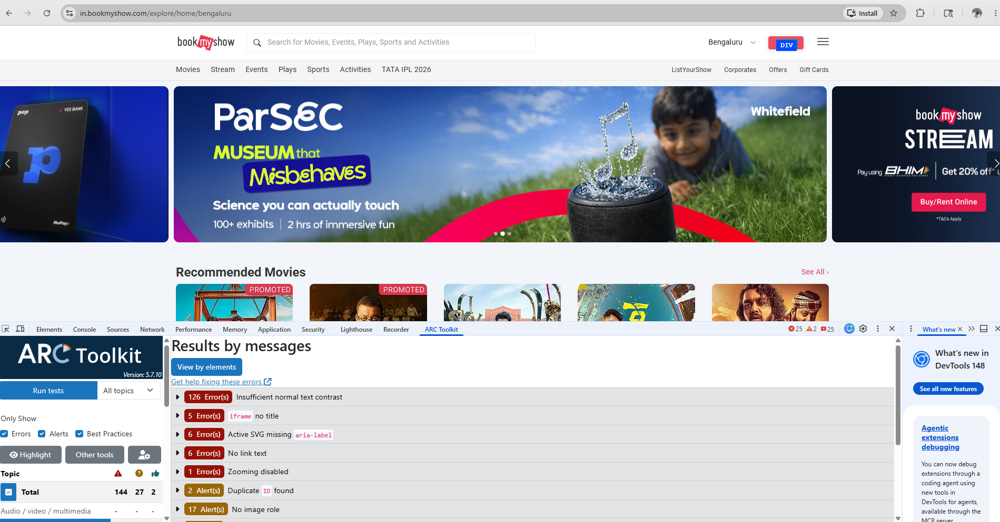 in.bookmyshow.com/explore/home/bengaluru
Install
bookmyshow
Search for Movies, Events, Plays, Sports and Activities
Bengaluru
DIV
Movies Stream Events Plays Sports Activities TATA IPL 2026
ListYourShow Corporates Offers Gift Cards
pop
YES BANK
p
RuPay
ParSEC
MUSEUM that
Misbehaves
Science you can actually touch
100+ exhibits | 2 hrs of immersive fun
Whitefield
bookmyshow
STREAM
Pay using BHIM | Get 20% off* u
Buy/Rent Online
*T&Cs Apply
Recommended Movies
See All ›
PROMOTED
PROMOTED
Elements Console Sources Network Performance Memory Application Security Lighthouse Recorder ARC Toolkit
25 2 25
What's new
ARC Toolkit
Version: 5.7.10
Run tests
All topics
Only Show
Errors Alerts Best Practices
Highlight
Other tools
Topic
Total 144 27 2
Audio / video / multimedia - - -
Results by messages
View by elements
Get help fixing these errors
126 Error(s) Insufficient normal text contrast
5 Error(s) iframe no title
6 Error(s) Active SVG missing aria-label
6 Error(s) No link text
1 Error(s) Zooming disabled
2 Alert(s) Duplicate ID found
17 Alert(s) No image role
What's new in
DevTools 148
See all new features
Agentic
extensions
debugging
You can now debug
extensions through a
coding agent using
new tools in
DevTools for agents,
available through the
MCP server